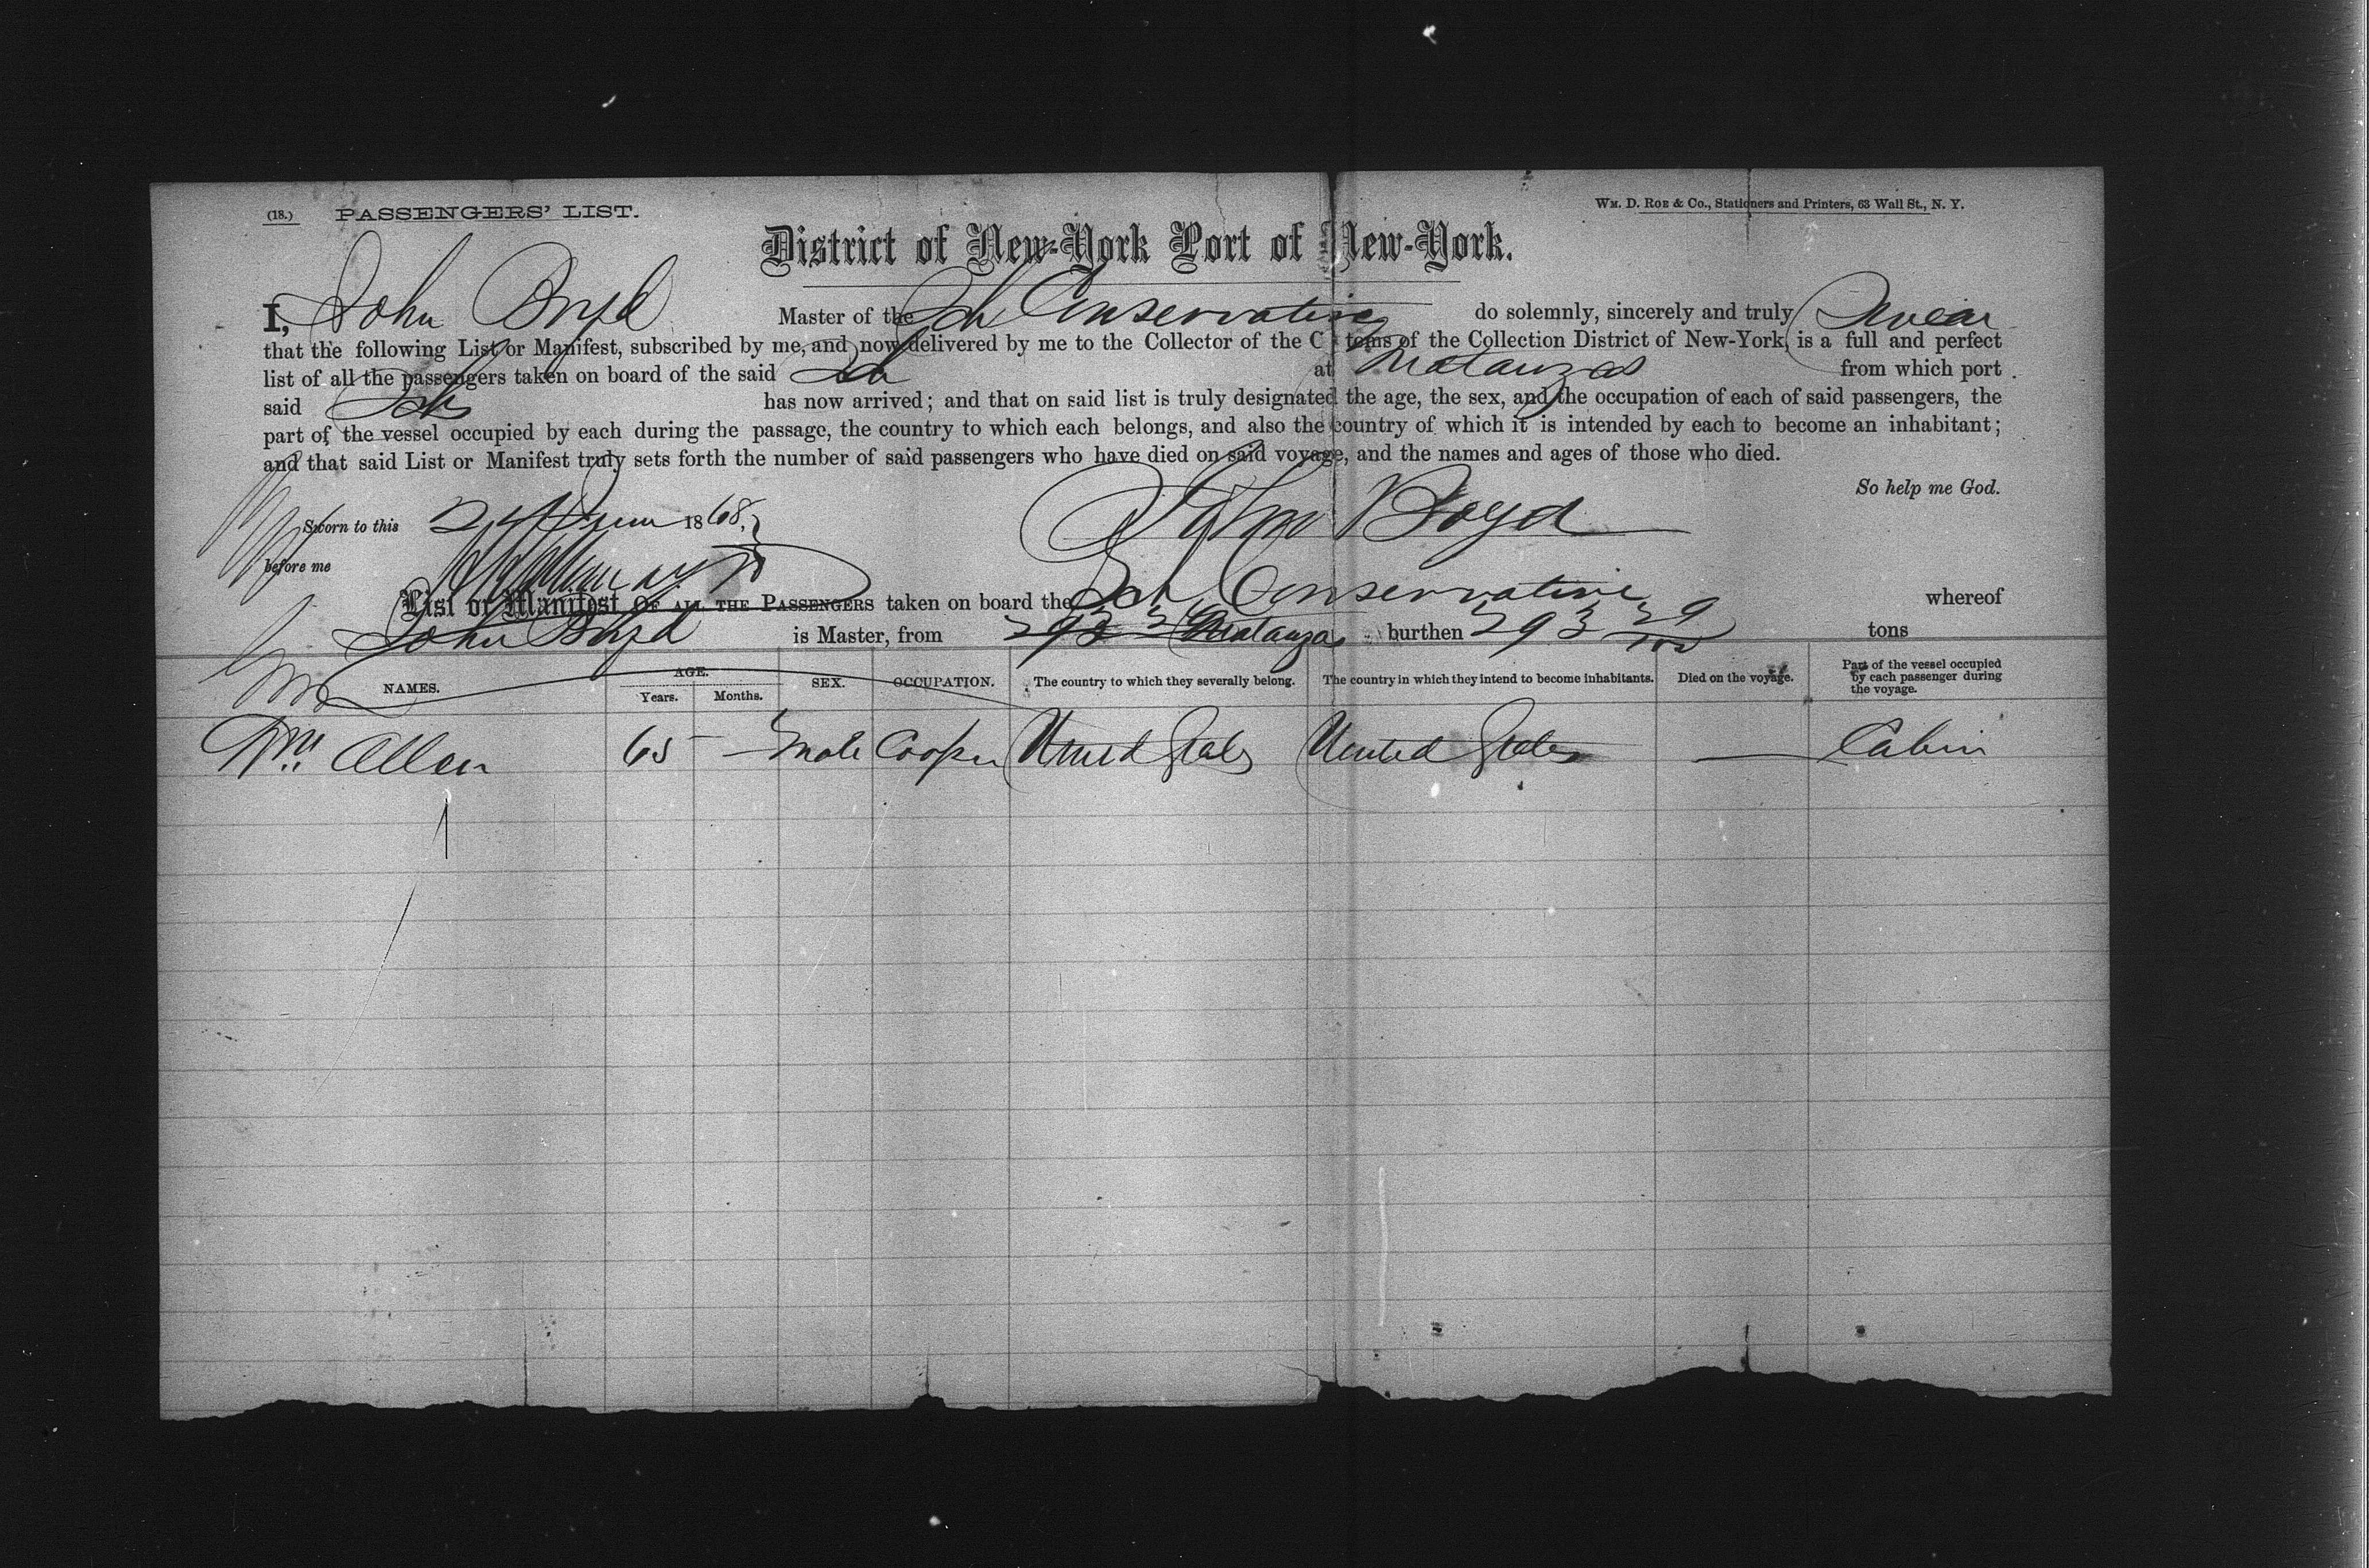 (18.) PASSENGERS' LIST.
WM. D. ROE & Co., Stationers and Printers, 63 Wall St., N. Y.
District of New-York Port of New-York.
I, John Boyd Master of the Sch Conservative do solemnly, sincerely and truly swear
that the following List or Manifest, subscribed by me, and now delivered by me to the Collector of the C toms of the Collection District of New-York, is a full and perfect
list of all the passengers taken on board of the said Sch at Matanzas from which port
said Sch has now arrived; and that on said list is truly designated the age, the sex, and the occupation of each of said passengers, the
part of the vessel occupied by each during the passage, the country to which each belongs, and also the country of which it is intended by each to become an inhabitant;
and that said List or Manifest truly sets forth the number of said passengers who have died on said voyage, and the names and ages of those who died.
So help me God.
Sworn to this 24 June 1868,
John Boyd
before me
List or Manifest OF ALL THE PASSENGERS taken on board the Sch Conservative whereof
John Boyd is Master, from Matanzas burthen 293 29/100 tons
NAMES. AGE. Years. Months. SEX. OCCUPATION. The country to which they severally belong. The country in which they intend to become inhabitants. Died on the voyage. Part of the vessel occupied by each passenger during the voyage.
Wm Allen 65 — Male Cooper United States United States — Cabin
1